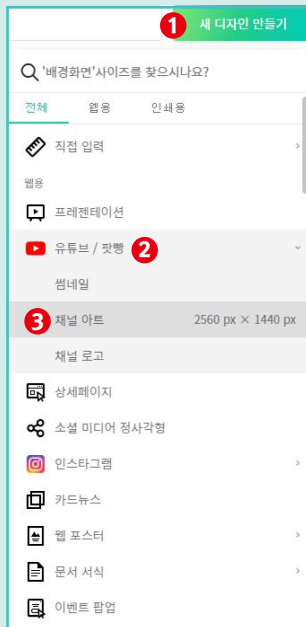 1 새 디자인 만들기
'배경화면'사이즈를 찾으시나요?
전체 웹용 인쇄용
직접 입력
웹용
프레젠테이션
유튜브 / 팟빵 2
썸네일
3 채널 아트 2560 px × 1440 px
채널 로고
상세페이지
소셜 미디어 정사각형
인스타그램
카드뉴스
웹 포스터
문서 서식
이벤트 팝업